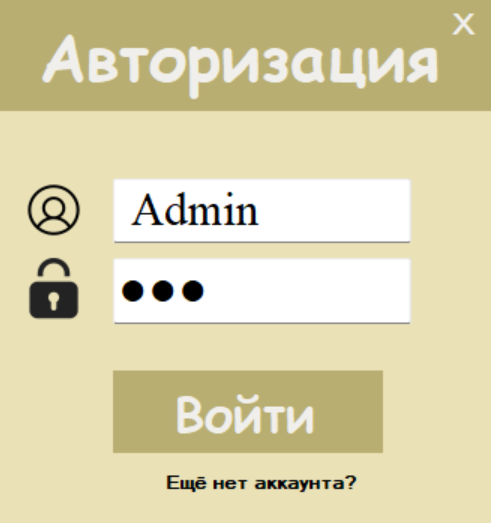 X
Авторизация
Admin
●●●
Войти
Ещё нет аккаунта?